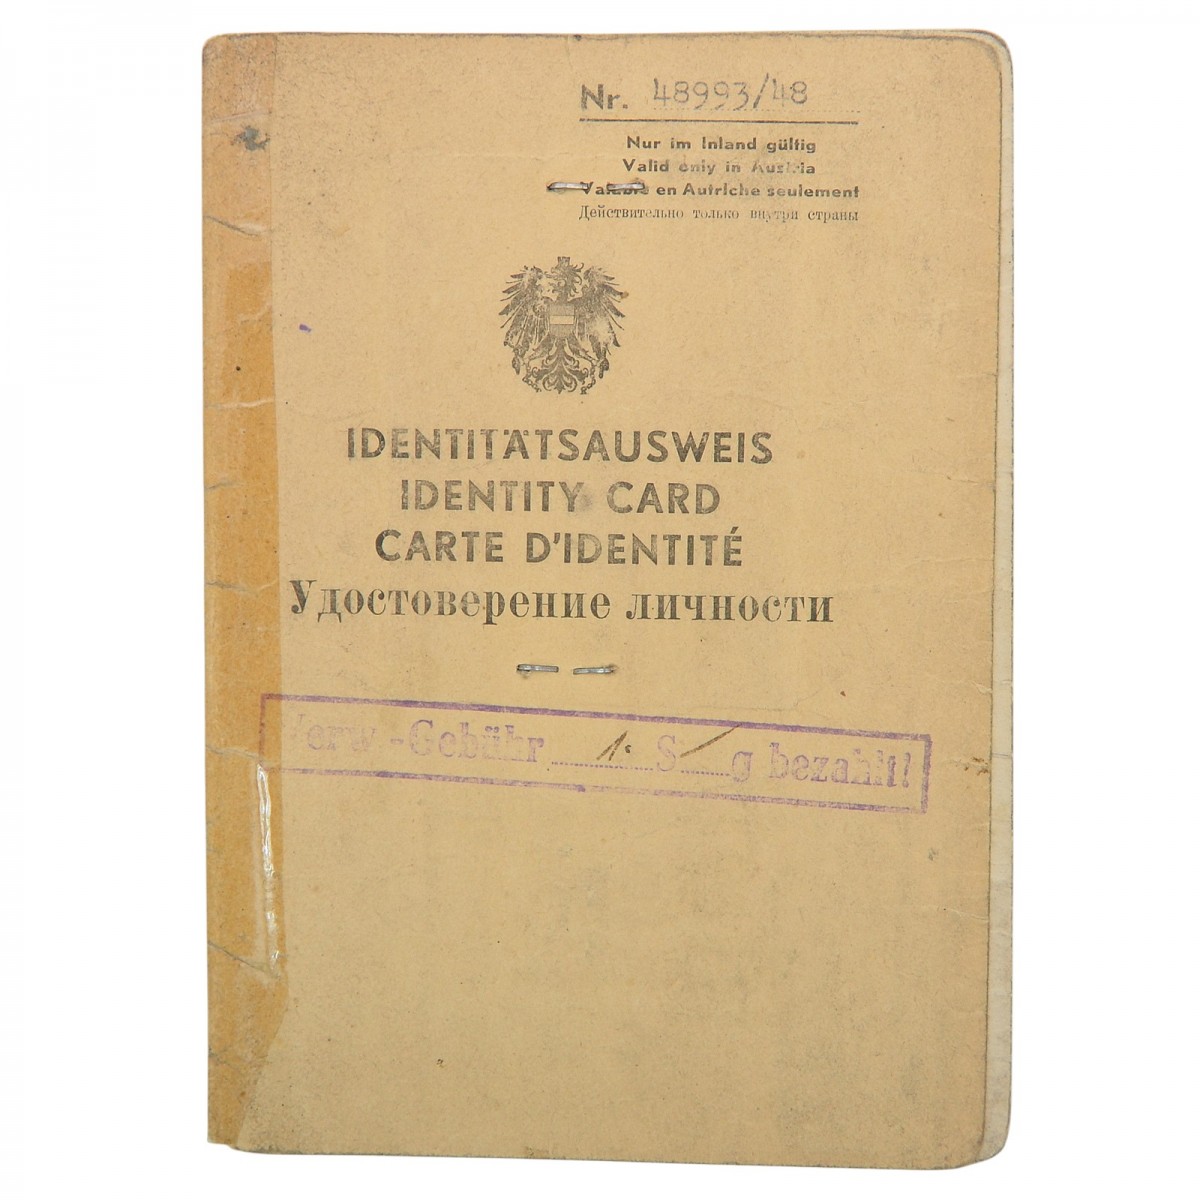 Nr. 48993/48
Nur im Inland gültig
Valid only in Austria
Valable en Autriche seulement
Действительно только внутри страны
IDENTITÄTSAUSWEIS
IDENTITY CARD
CARTE D'IDENTITÉ
Удостоверение личности
Verw.-Gebühr 1. S g bezahlt!